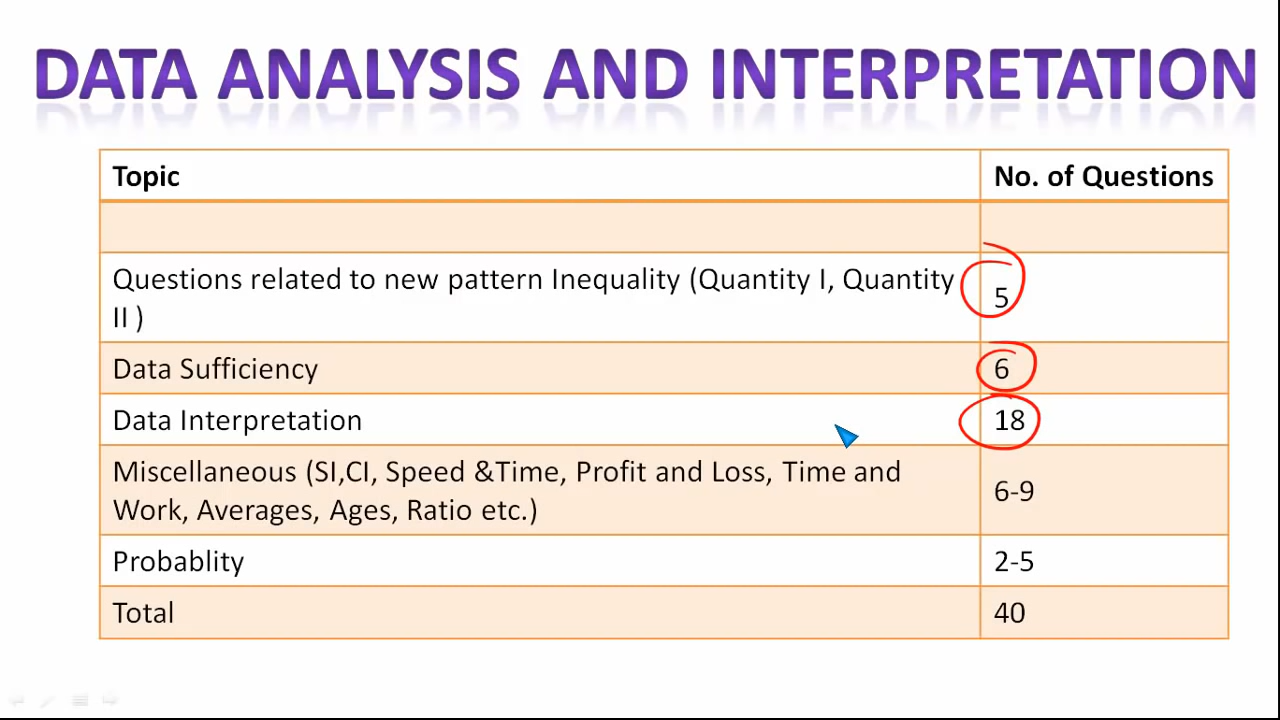 DATA ANALYSIS AND INTERPRETATION
Topic No. of Questions
Questions related to new pattern Inequality (Quantity I, Quantity
II ) 5
Data Sufficiency 6
Data Interpretation 18
Miscellaneous (SI,CI, Speed &Time, Profit and Loss, Time and
Work, Averages, Ages, Ratio etc.) 6-9
Probablity 2-5
Total 40